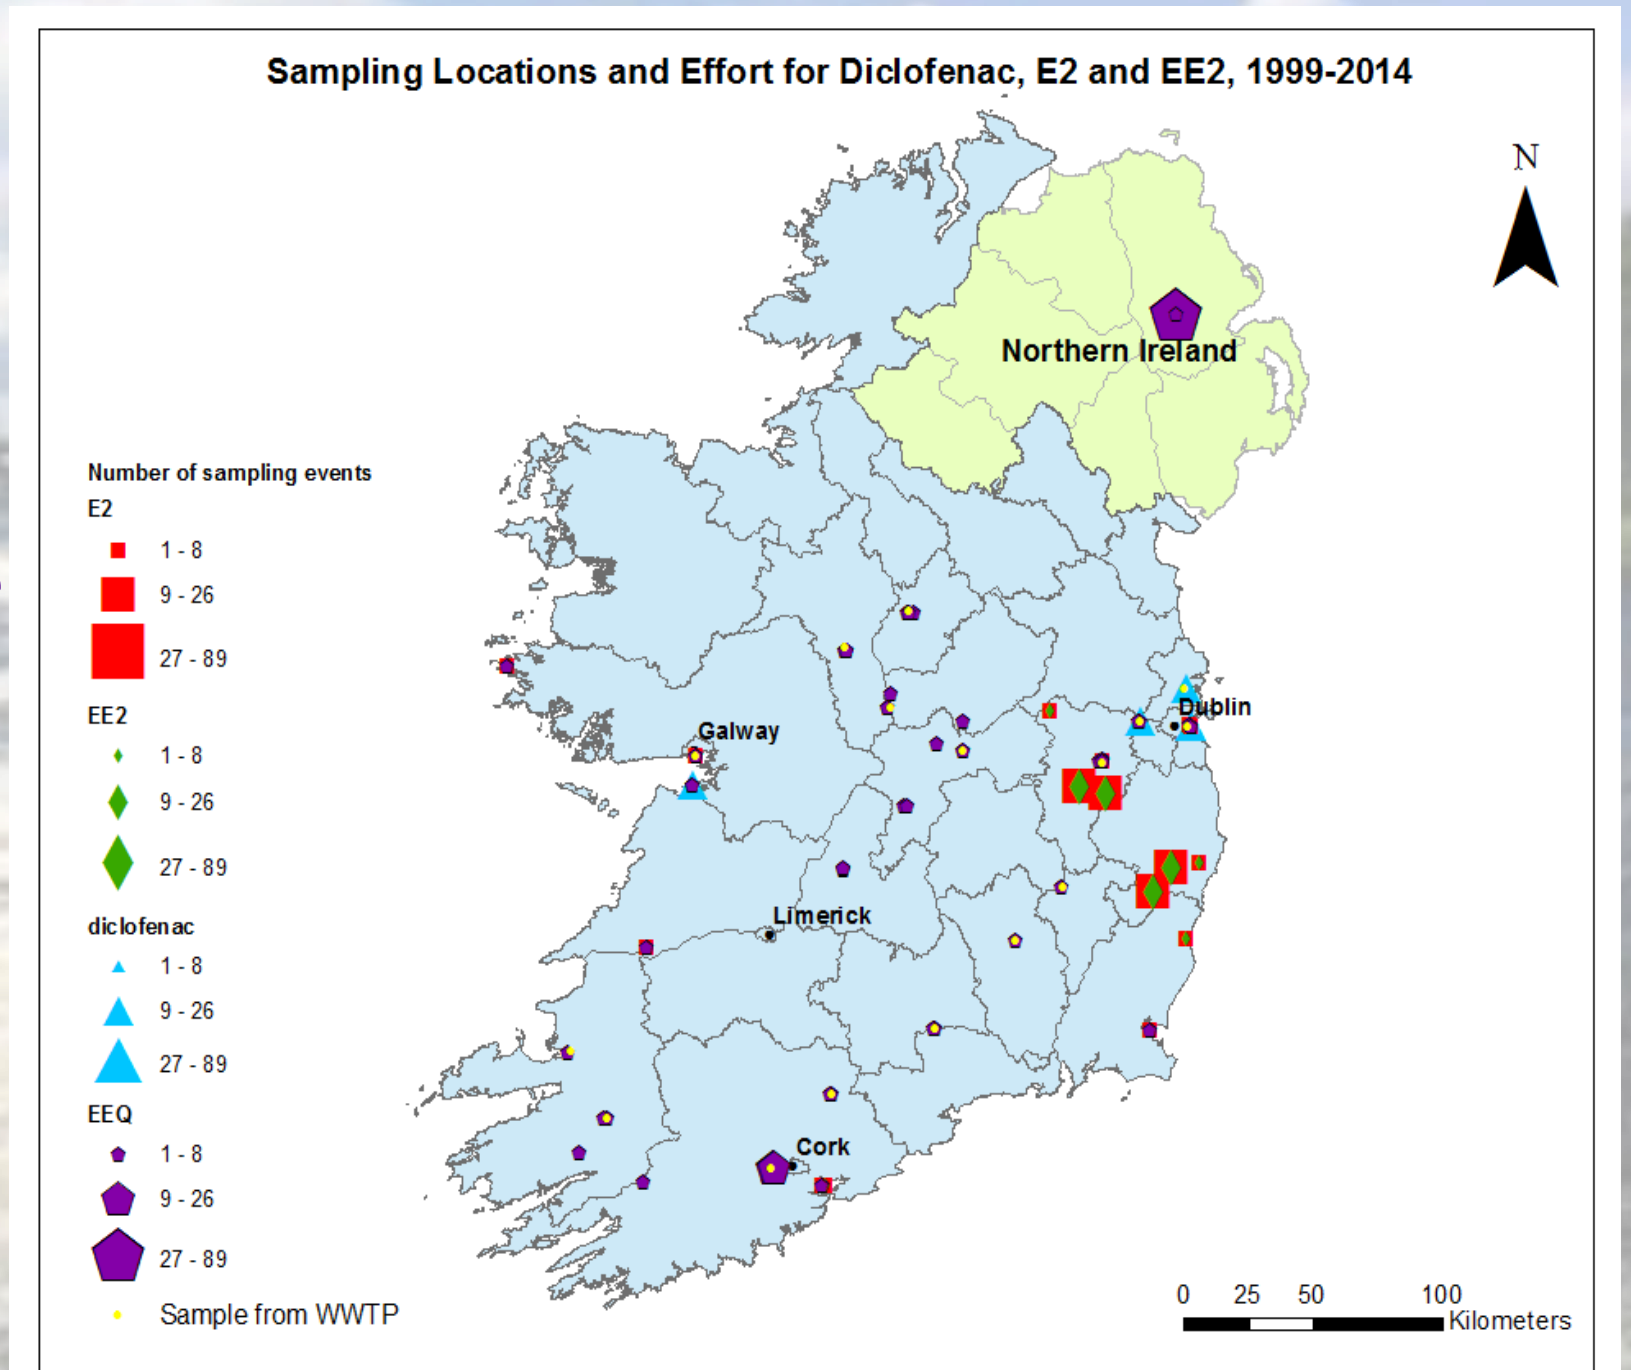 Sampling Locations and Effort for Diclofenac, E2 and EE2, 1999-2014
N
Northern Ireland
Number of sampling events
E2
1 - 8
9 - 26
27 - 89
EE2
1 - 8
9 - 26
27 - 89
diclofenac
1 - 8
9 - 26
27 - 89
EEQ
1 - 8
9 - 26
27 - 89
Sample from WWTP
Dublin
Galway
Limerick
Cork
0 25 50 100
Kilometers